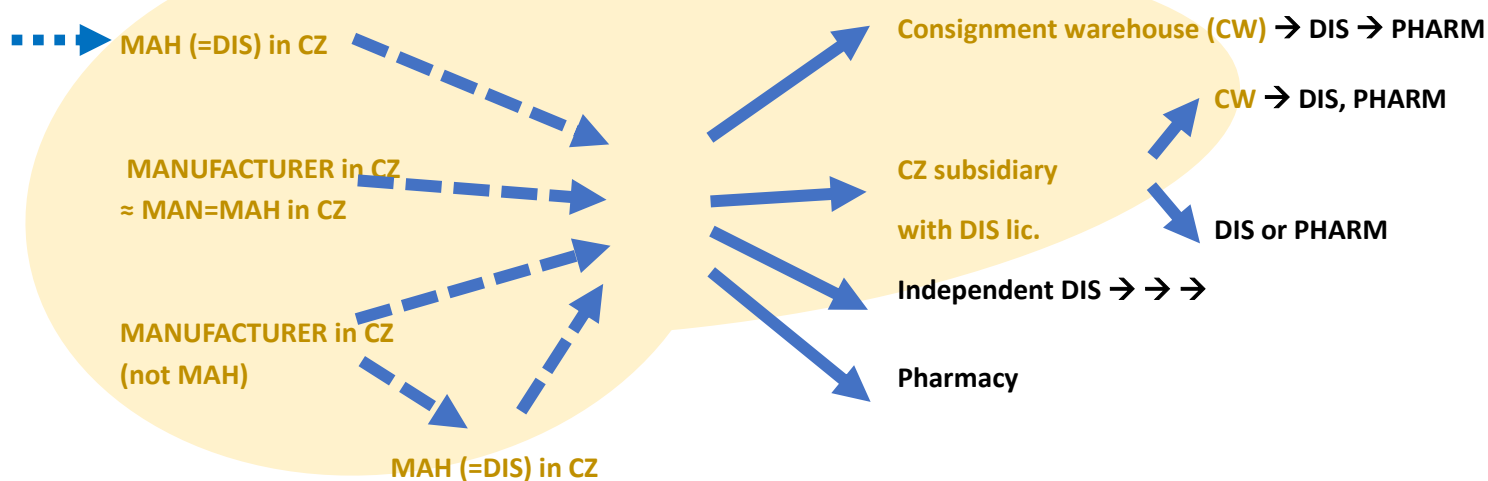 MAH (=DIS) in CZ
MANUFACTURER in CZ
≈ MAN=MAH in CZ
MANUFACTURER in CZ
(not MAH)
MAH (=DIS) in CZ
Consignment warehouse (CW) → DIS → PHARM
CW → DIS, PHARM
CZ subsidiary
with DIS lic.
DIS or PHARM
Independent DIS → → →
Pharmacy